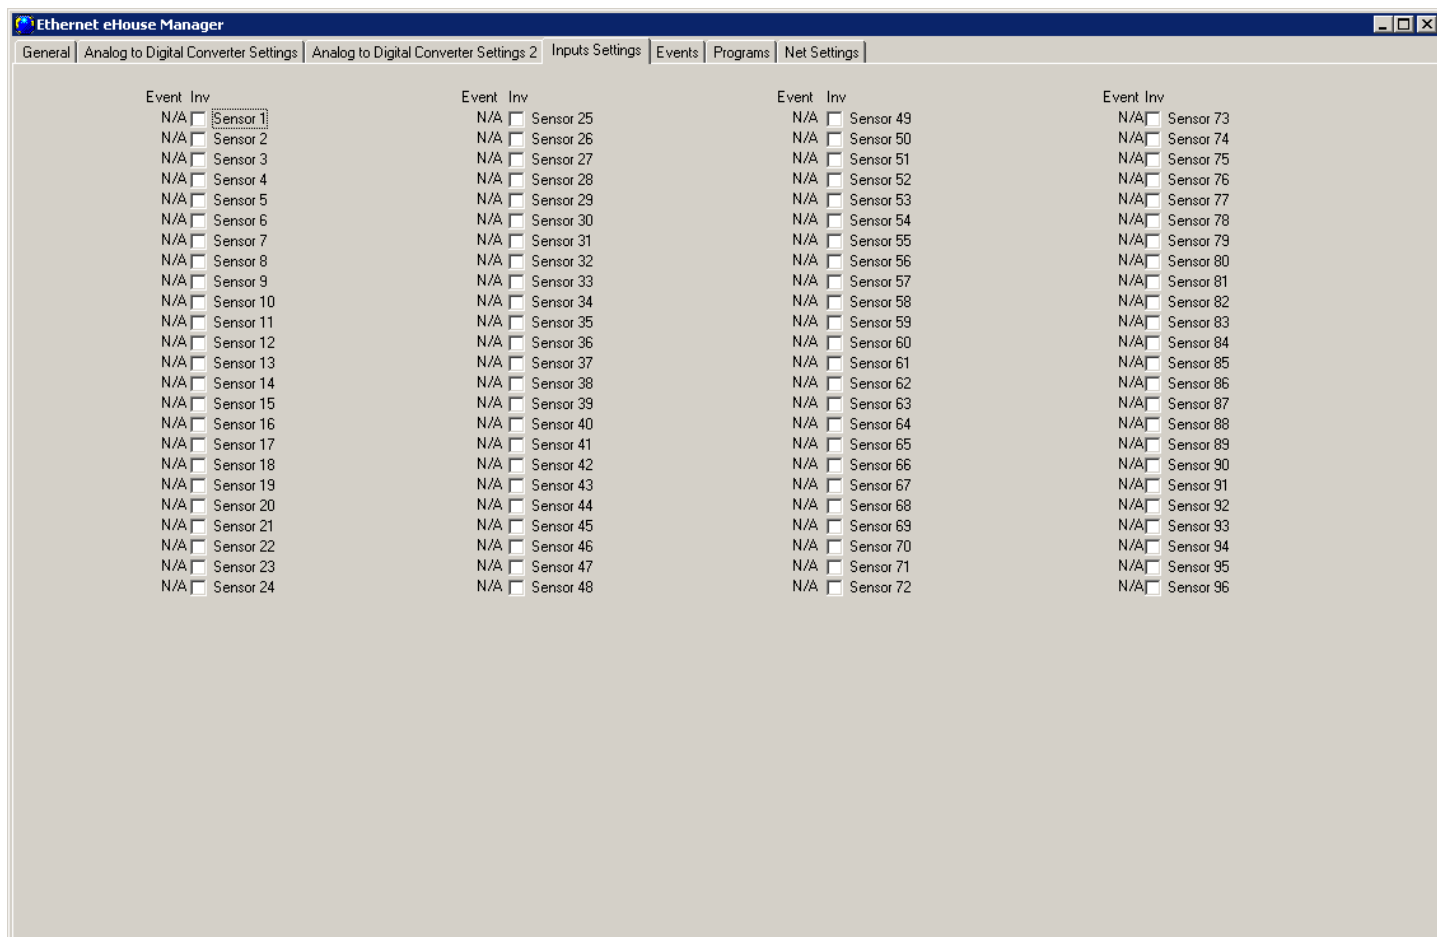 Ethernet eHouse Manager
General Analog to Digital Converter Settings Analog to Digital Converter Settings 2 Inputs Settings Events Programs Net Settings
Event Inv Event Inv Event Inv Event Inv
N/A Sensor 1 N/A Sensor 25 N/A Sensor 49 N/A Sensor 73
N/A Sensor 2 N/A Sensor 26 N/A Sensor 50 N/A Sensor 74
N/A Sensor 3 N/A Sensor 27 N/A Sensor 51 N/A Sensor 75
N/A Sensor 4 N/A Sensor 28 N/A Sensor 52 N/A Sensor 76
N/A Sensor 5 N/A Sensor 29 N/A Sensor 53 N/A Sensor 77
N/A Sensor 6 N/A Sensor 30 N/A Sensor 54 N/A Sensor 78
N/A Sensor 7 N/A Sensor 31 N/A Sensor 55 N/A Sensor 79
N/A Sensor 8 N/A Sensor 32 N/A Sensor 56 N/A Sensor 80
N/A Sensor 9 N/A Sensor 33 N/A Sensor 57 N/A Sensor 81
N/A Sensor 10 N/A Sensor 34 N/A Sensor 58 N/A Sensor 82
N/A Sensor 11 N/A Sensor 35 N/A Sensor 59 N/A Sensor 83
N/A Sensor 12 N/A Sensor 36 N/A Sensor 60 N/A Sensor 84
N/A Sensor 13 N/A Sensor 37 N/A Sensor 61 N/A Sensor 85
N/A Sensor 14 N/A Sensor 38 N/A Sensor 62 N/A Sensor 86
N/A Sensor 15 N/A Sensor 39 N/A Sensor 63 N/A Sensor 87
N/A Sensor 16 N/A Sensor 40 N/A Sensor 64 N/A Sensor 88
N/A Sensor 17 N/A Sensor 41 N/A Sensor 65 N/A Sensor 89
N/A Sensor 18 N/A Sensor 42 N/A Sensor 66 N/A Sensor 90
N/A Sensor 19 N/A Sensor 43 N/A Sensor 67 N/A Sensor 91
N/A Sensor 20 N/A Sensor 44 N/A Sensor 68 N/A Sensor 92
N/A Sensor 21 N/A Sensor 45 N/A Sensor 69 N/A Sensor 93
N/A Sensor 22 N/A Sensor 46 N/A Sensor 70 N/A Sensor 94
N/A Sensor 23 N/A Sensor 47 N/A Sensor 71 N/A Sensor 95
N/A Sensor 24 N/A Sensor 48 N/A Sensor 72 N/A Sensor 96